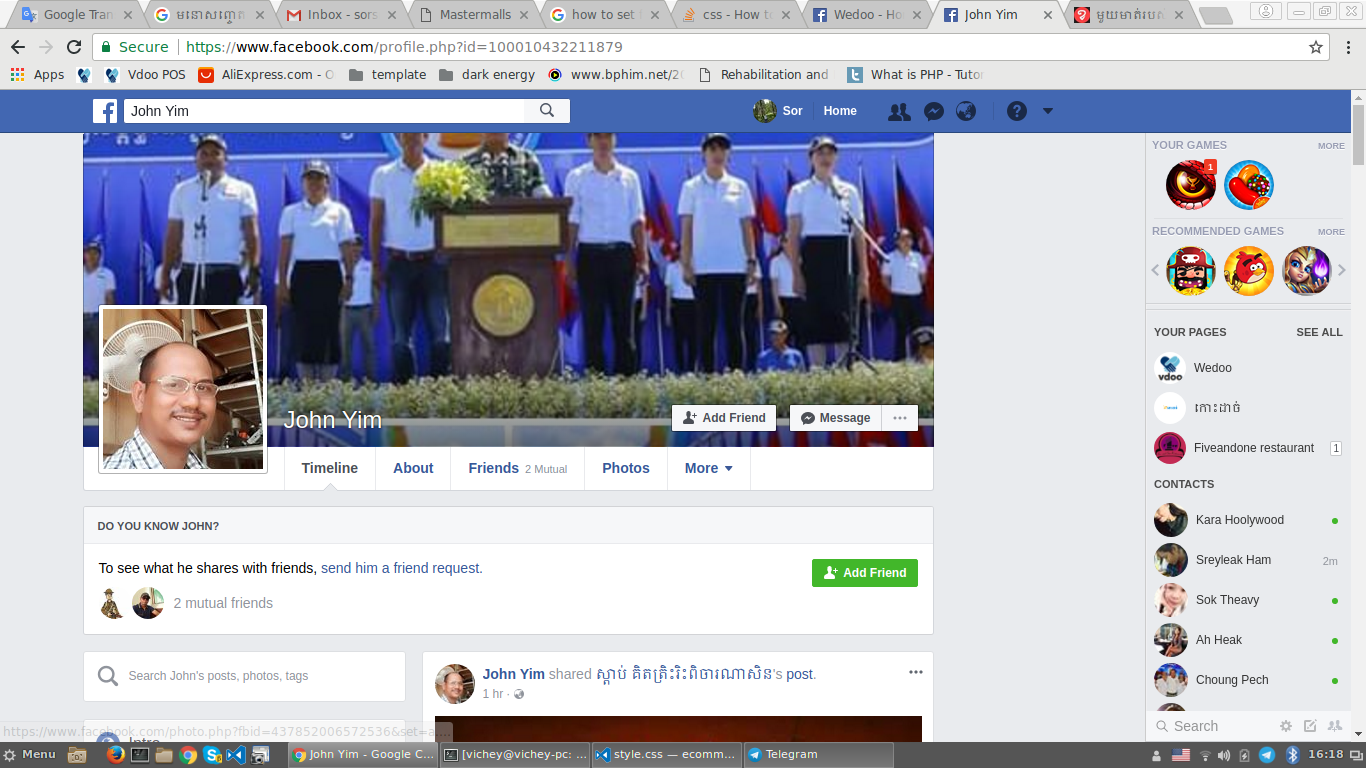 Google Tran
មនោសញ្ចេត
Inbox - sors
Mastermalls
how to set t
css - How to
Wedoo - Ho
John Yim
មួយមាត់របស
Secure https://www.facebook.com/profile.php?id=100010432211879
Apps
Vdoo POS
AliExpress.com - O
template
dark energy
www.bphim.net/20
Rehabilitation and
What is PHP - Tutor
John Yim
Sor
Home
YOUR GAMES
MORE
1
RECOMMENDED GAMES
MORE
YOUR PAGES
SEE ALL
vdoo
Wedoo
កោះដាច់
Fiveandone restaurant
1
CONTACTS
Kara Hoolywood
Sreyleak Ham
2m
Sok Theavy
Ah Heak
Choung Pech
Search
John Yim
Add Friend
Message
Timeline
About
Friends 2 Mutual
Photos
More
DO YOU KNOW JOHN?
To see what he shares with friends, send him a friend request.
Add Friend
2 mutual friends
Search John's posts, photos, tags
John Yim shared ស្តាប់ គិតត្រិះរិះពិចារណាសិន's post.
1 hr ·
Intro
https://www.facebook.com/photo.php?fbid=437852006572536&set=a....
Menu
John Yim - Google C...
[vichey@vichey-pc: ...
style.css — ecomm...
Telegram
16:18